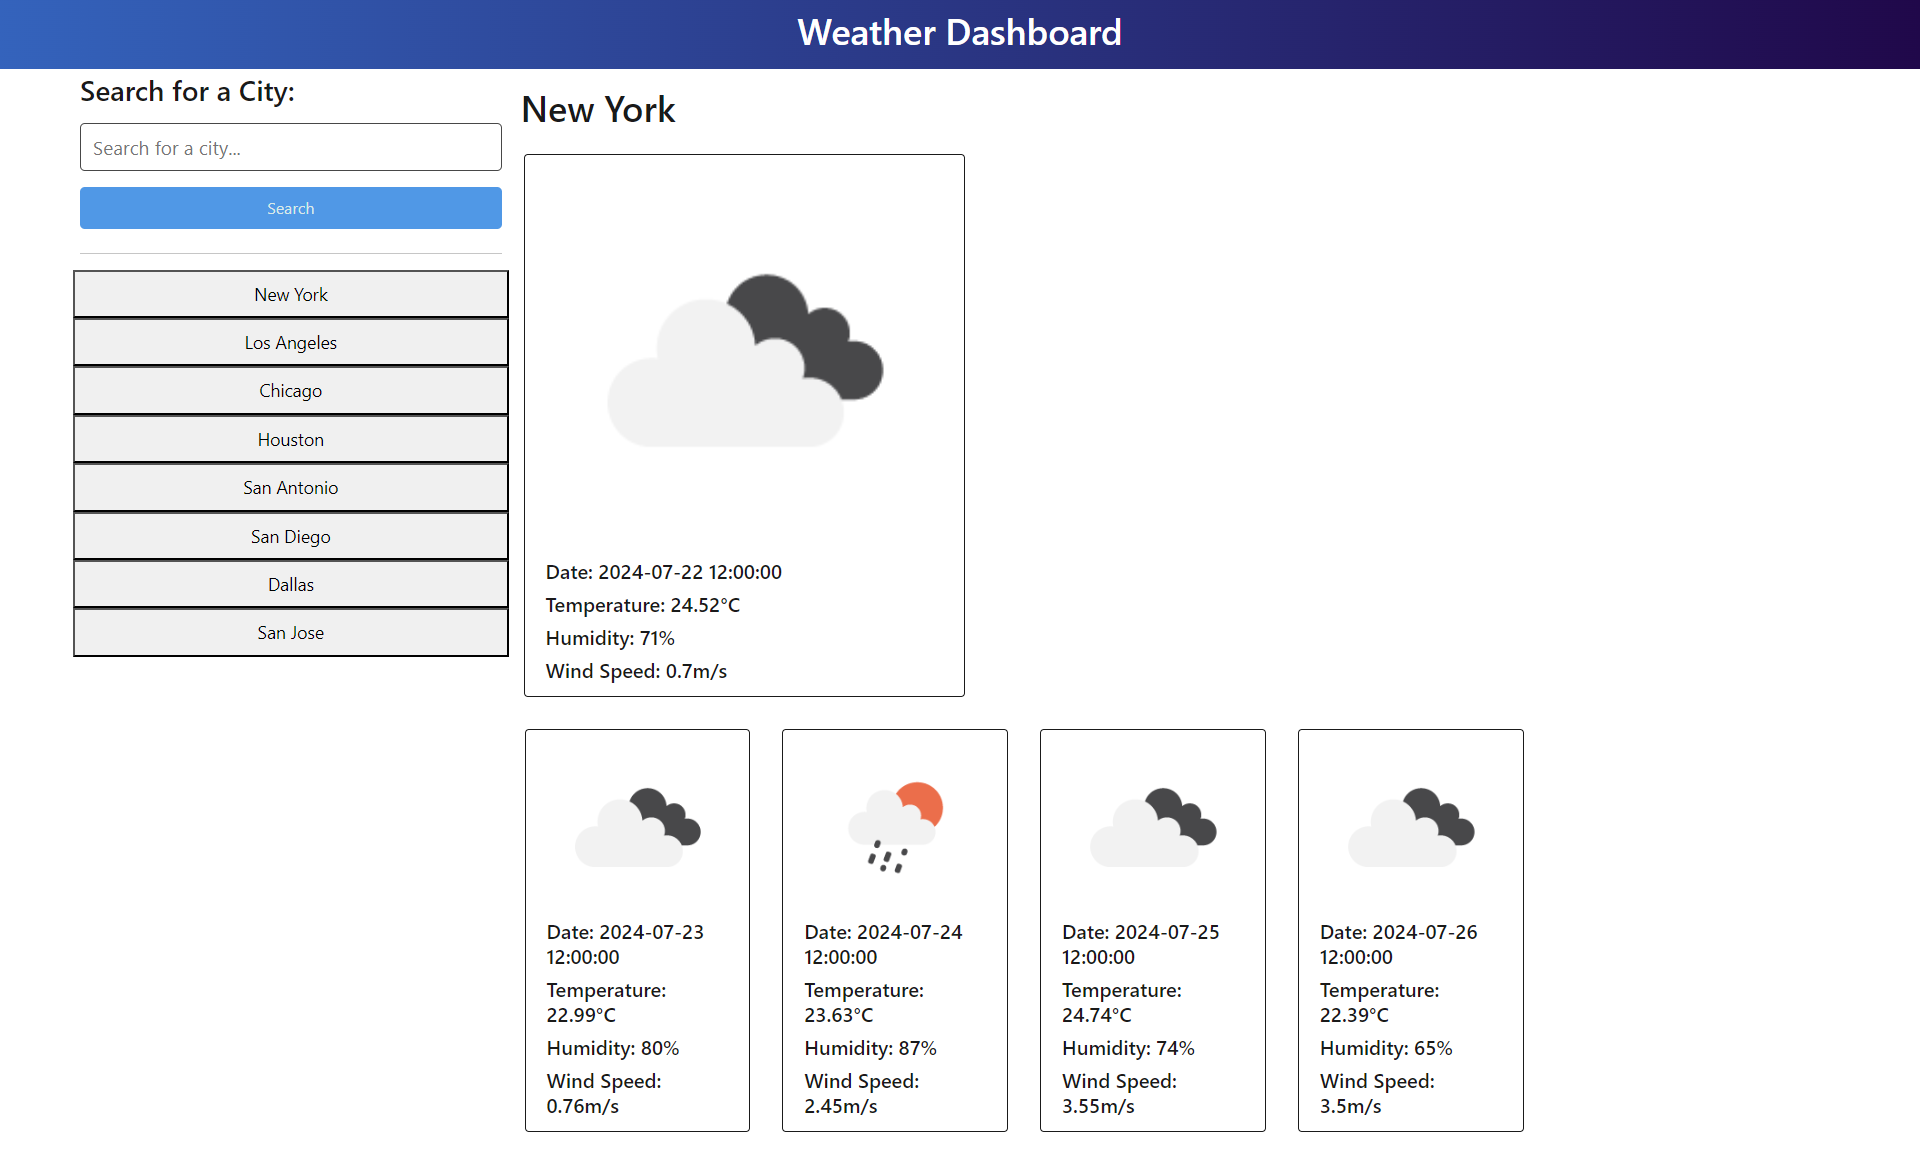 Weather Dashboard
Search for a City:
Search for a city...
Search
New York
Los Angeles
Chicago
Houston
San Antonio
San Diego
Dallas
San Jose
New York
Date: 2024-07-22 12:00:00
Temperature: 24.52°C
Humidity: 71%
Wind Speed: 0.7m/s
Date: 2024-07-23
12:00:00
Temperature:
22.99°C
Humidity: 80%
Wind Speed:
0.76m/s
Date: 2024-07-24
12:00:00
Temperature:
23.63°C
Humidity: 87%
Wind Speed:
2.45m/s
Date: 2024-07-25
12:00:00
Temperature:
24.74°C
Humidity: 74%
Wind Speed:
3.55m/s
Date: 2024-07-26
12:00:00
Temperature:
22.39°C
Humidity: 65%
Wind Speed:
3.5m/s